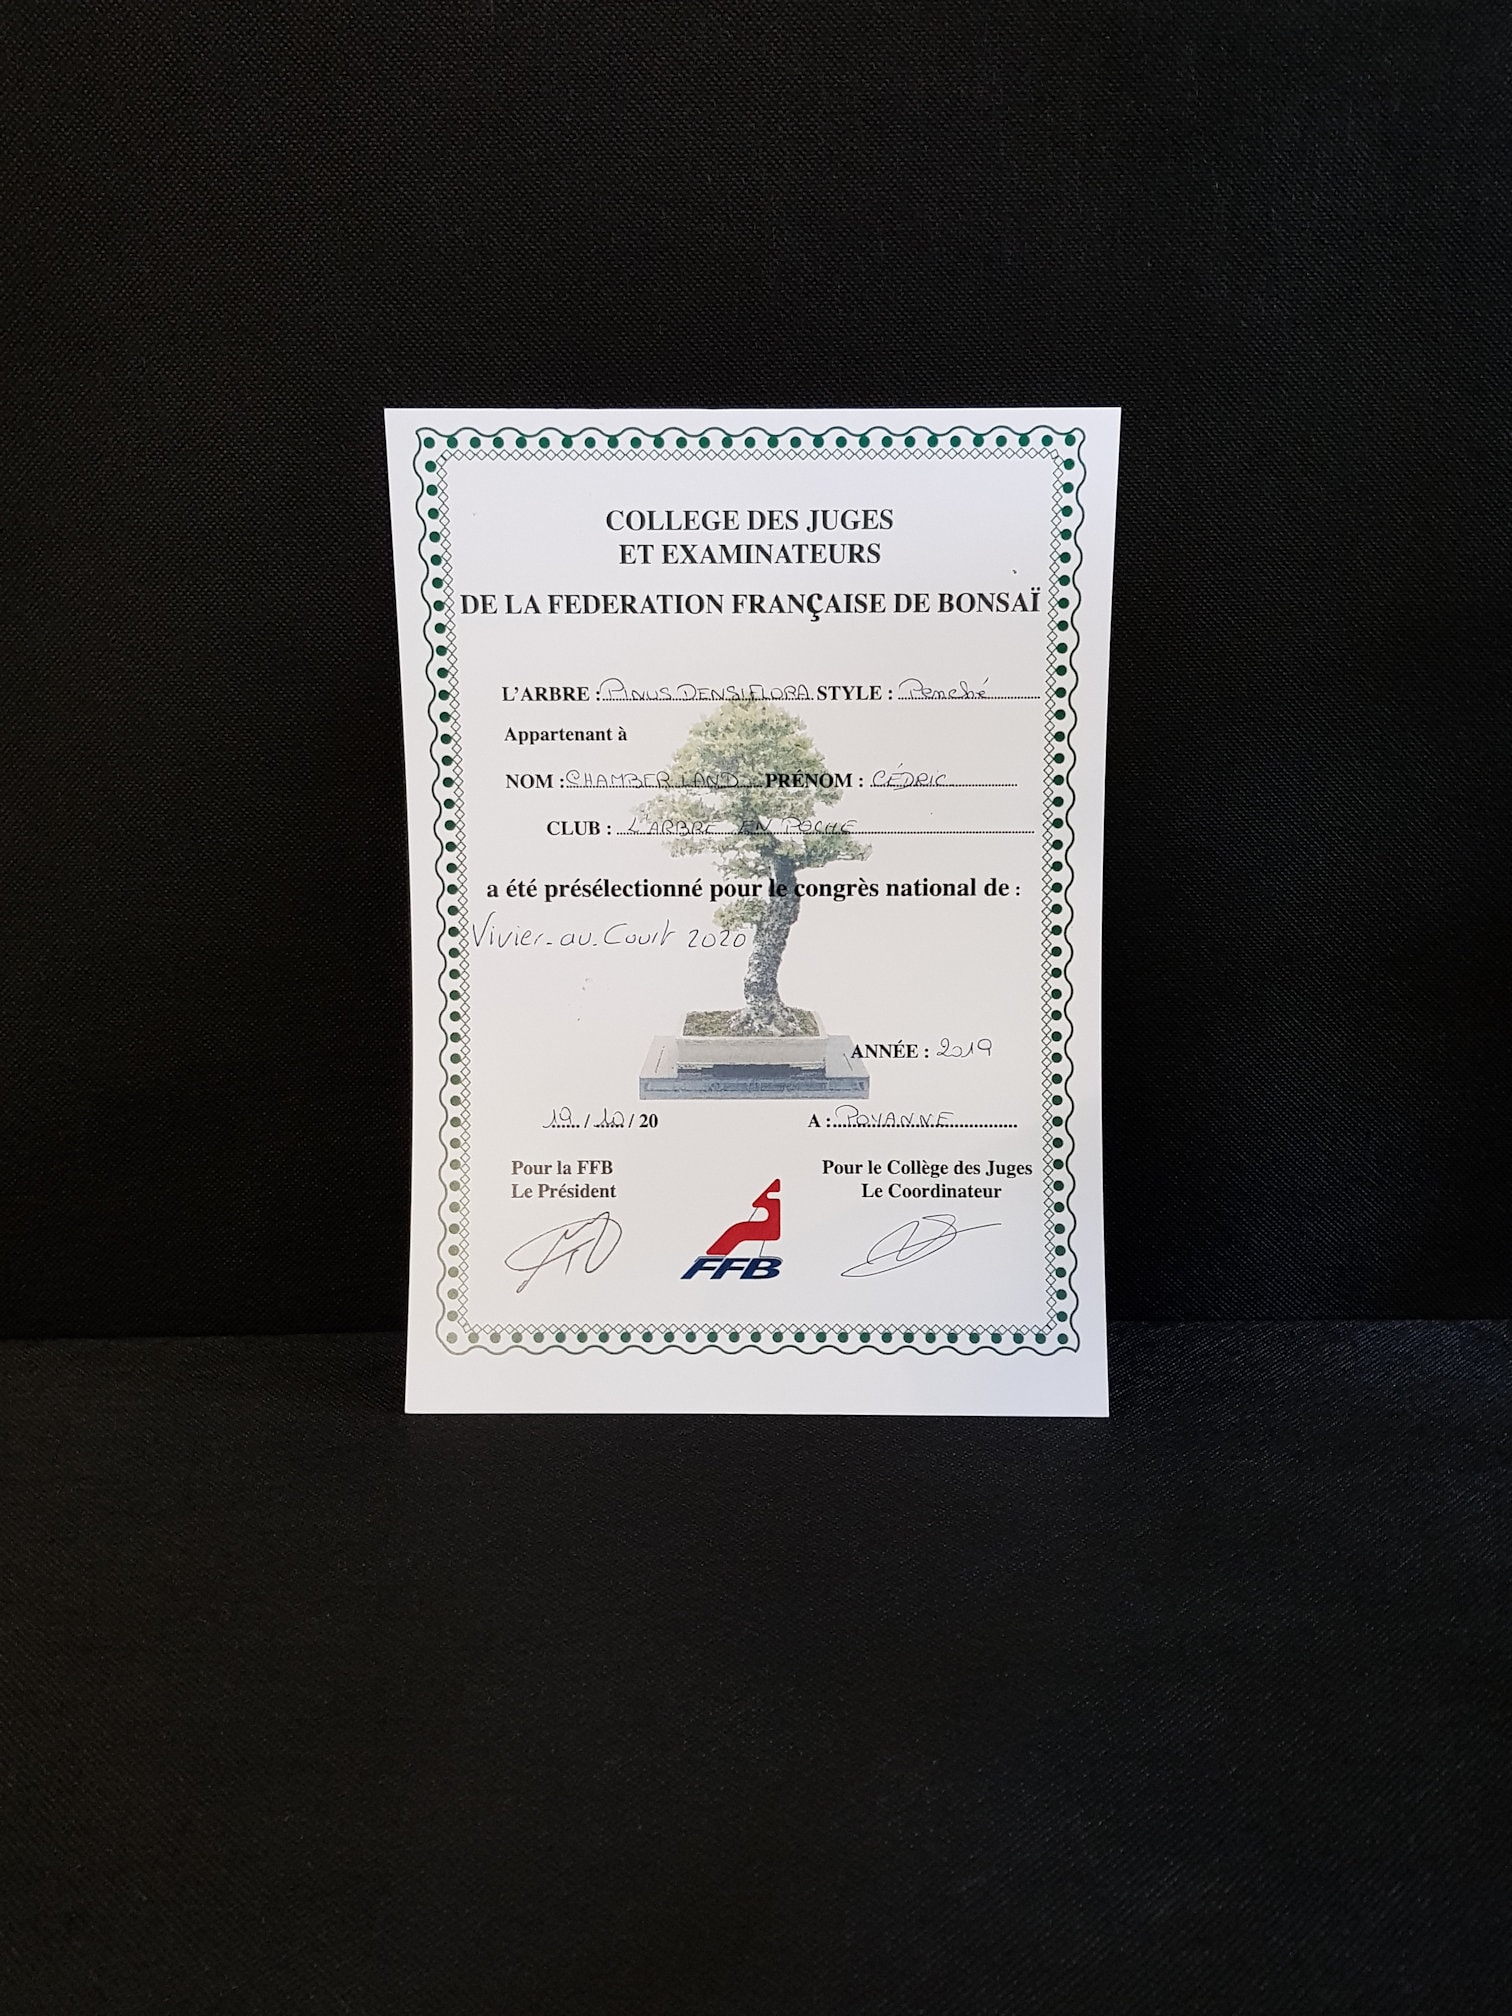 COLLEGE DES JUGES
ET EXAMINATEURS
DE LA FEDERATION FRANÇAISE DE BONSAÏ
L'ARBRE : PINUS DENSIFLORA STYLE : Penché
Appartenant à
NOM : CHAMBERLAND PRÉNOM : CÉDRIC
CLUB : L'ARBRE EN POCHE
a été présélectionné pour le congrès national de :
Vivier-au-Court 2020
ANNÉE : 2019
19 / 10 / 20 A : POYANNE
Pour la FFB Pour le Collège des Juges
Le Président Le Coordinateur
FFB